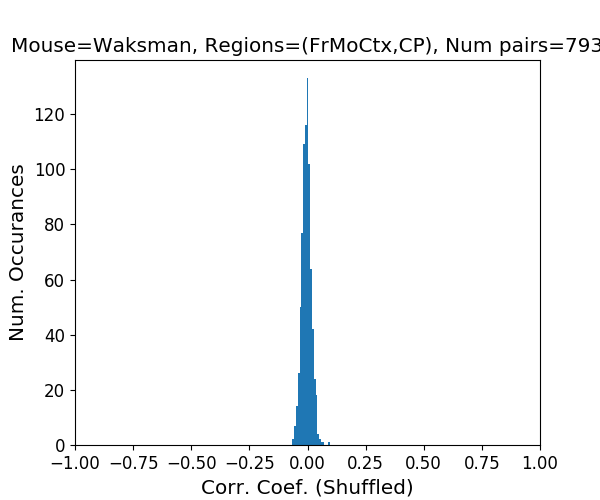 Mouse=Waksman, Regions=(FrMoCtx,CP), Num pairs=793
120
100
80
60
40
20
0
Num. Occurances
−1.00 −0.75 −0.50 −0.25 0.00 0.25 0.50 0.75 1.00
Corr. Coef. (Shuffled)